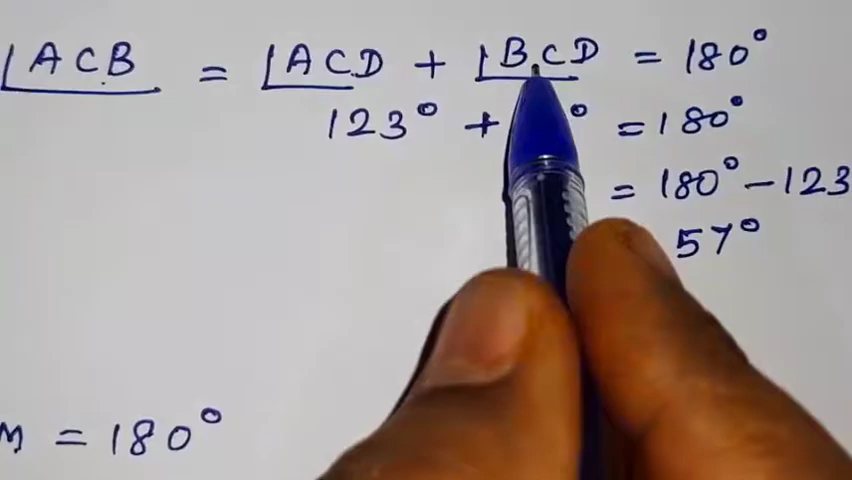 ∠ACB = ∠ACD + ∠BCD = 180°
123° + ° = 180°
= 180° - 123
57°
M = 180°